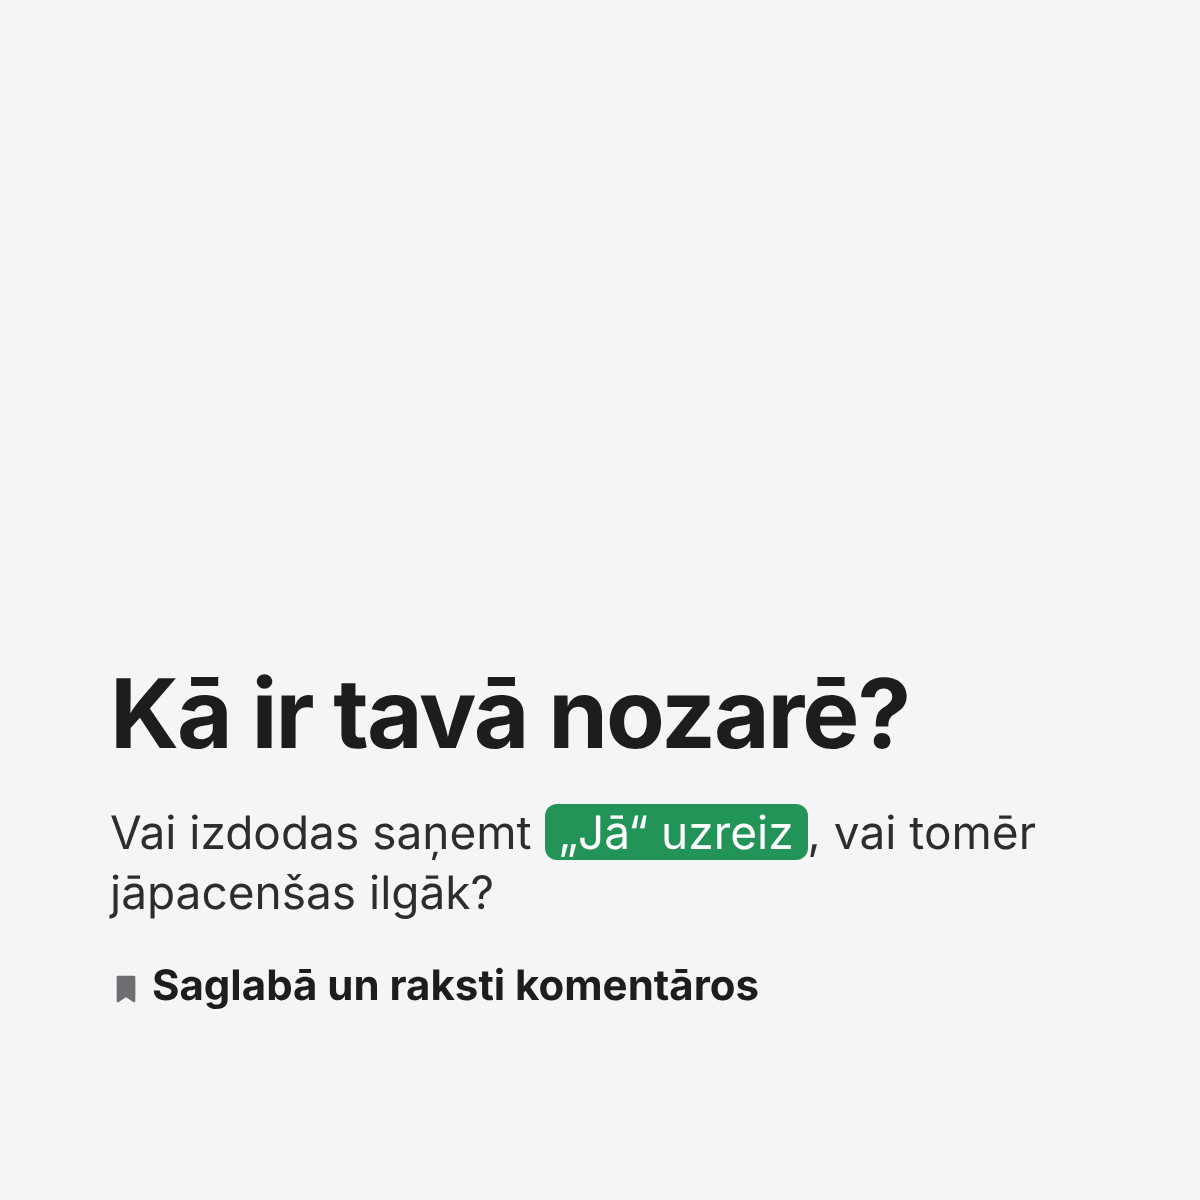 Kā ir tavā nozarē?
Vai izdodas saņemt „Jā“ uzreiz, vai tomēr
jāpacenšas ilgāk?
Saglabā un raksti komentāros